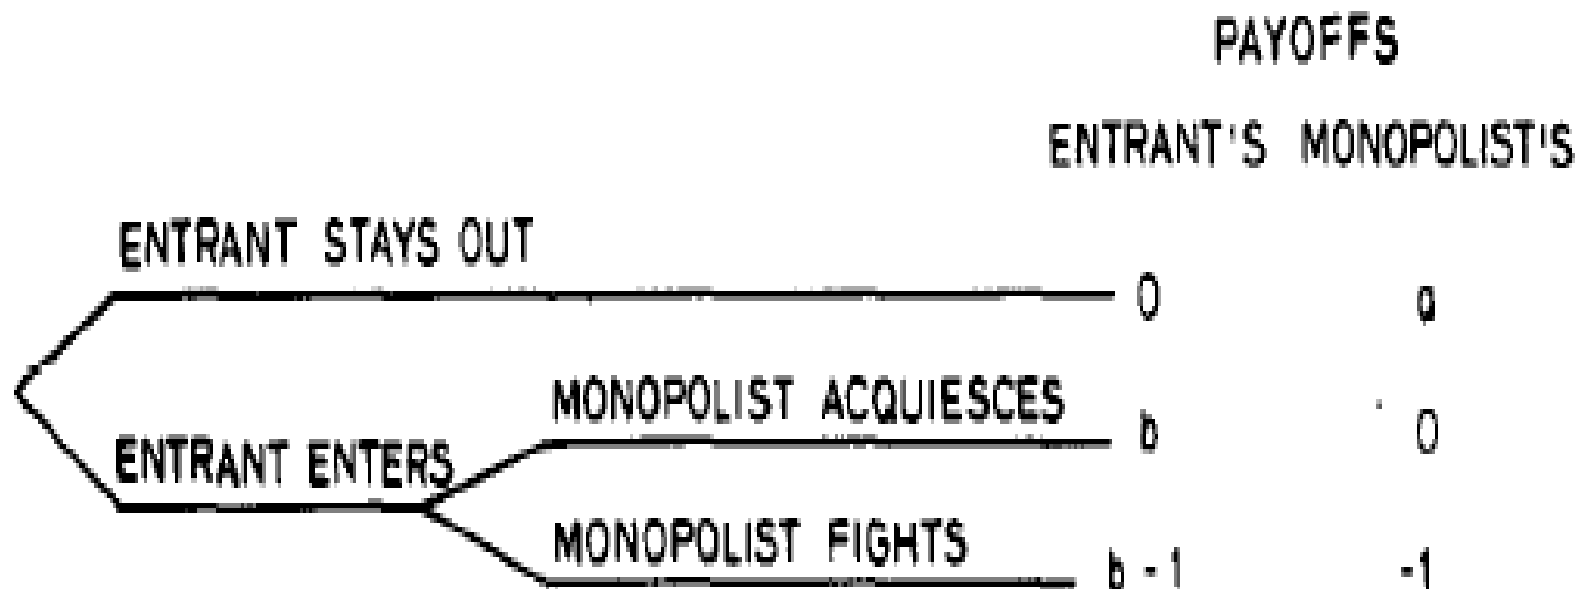 PAYOFFS
ENTRANT'S MONOPOLIST'S
ENTRANT STAYS OUT 0 a
MONOPOLIST ACQUIESCES b 0
ENTRANT ENTERS
MONOPOLIST FIGHTS b - 1 -1